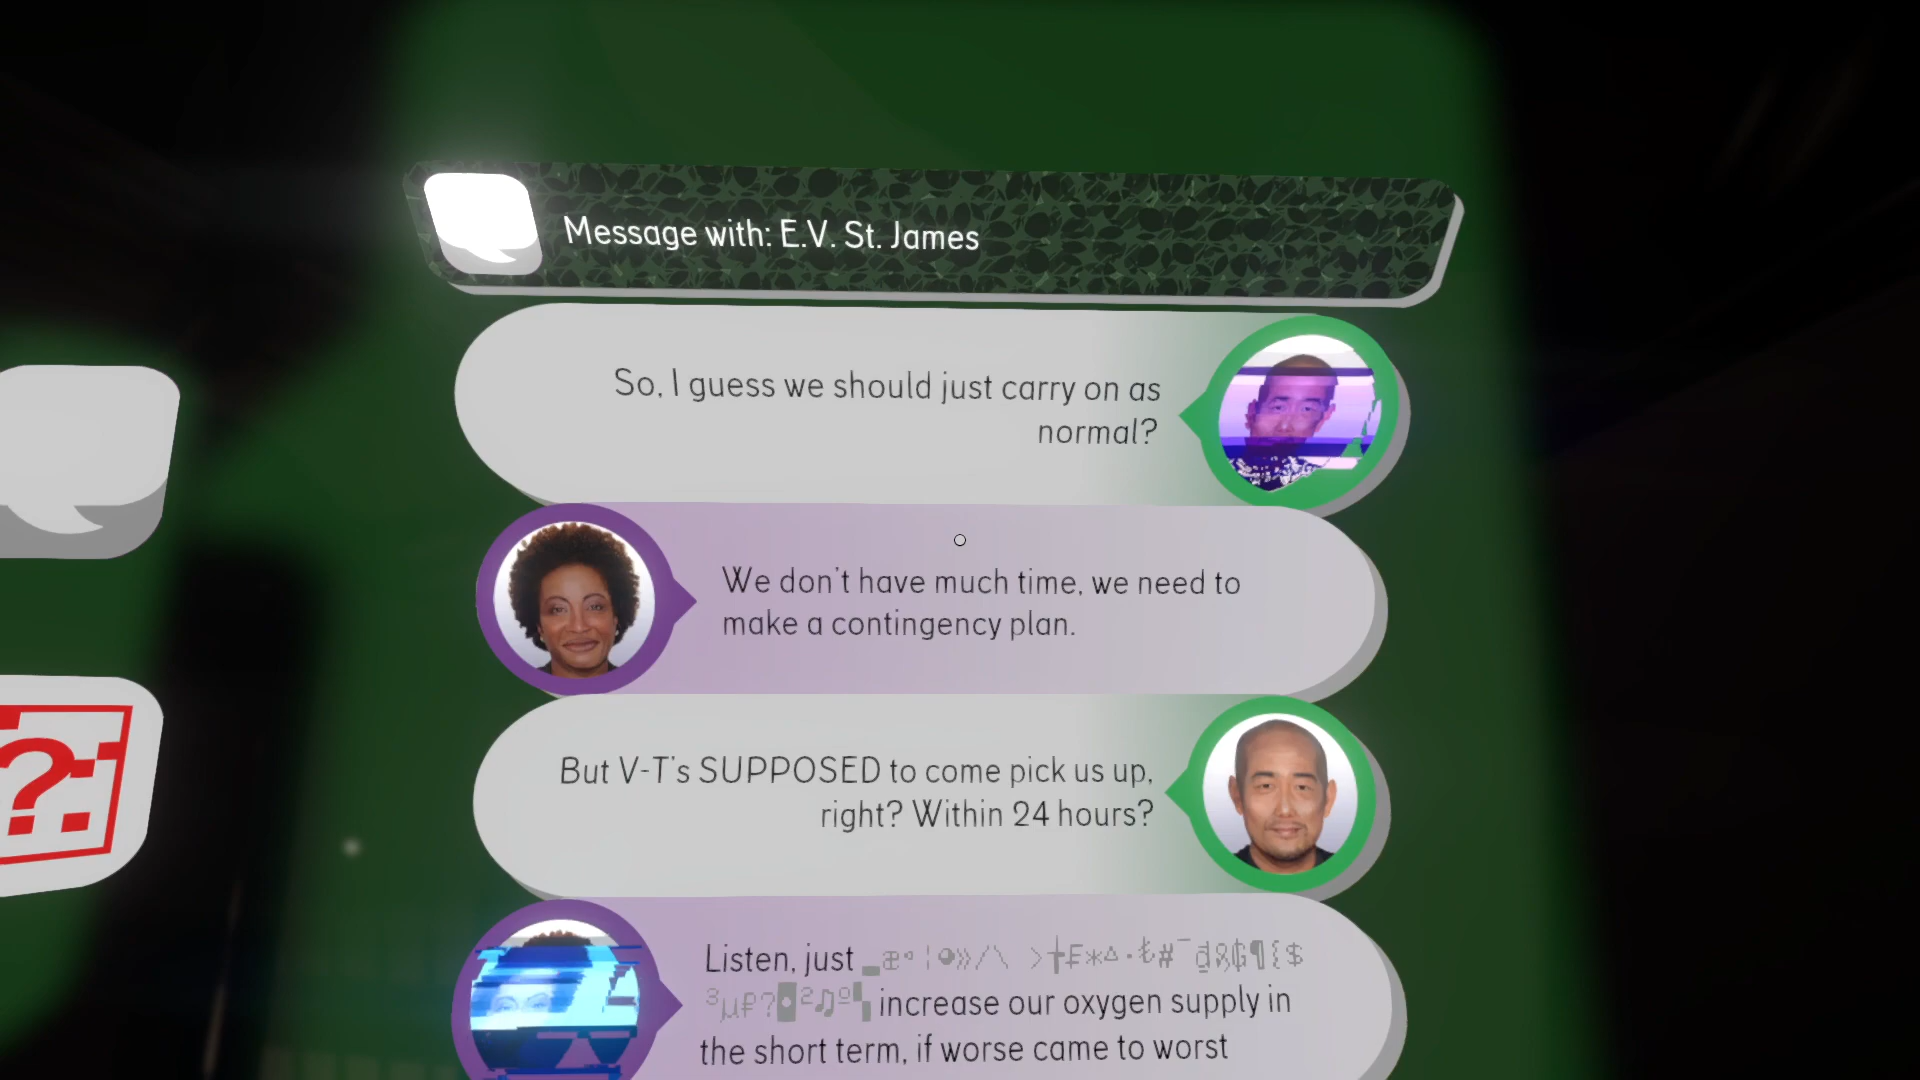 Message with: E.V. St. James
So, I guess we should just carry on as
normal?
We don't have much time, we need to
make a contingency plan.
But V-T's SUPPOSED to come pick us up,
right? Within 24 hours?
?
Listen, just
increase our oxygen supply in
the short term, if worse came to worst